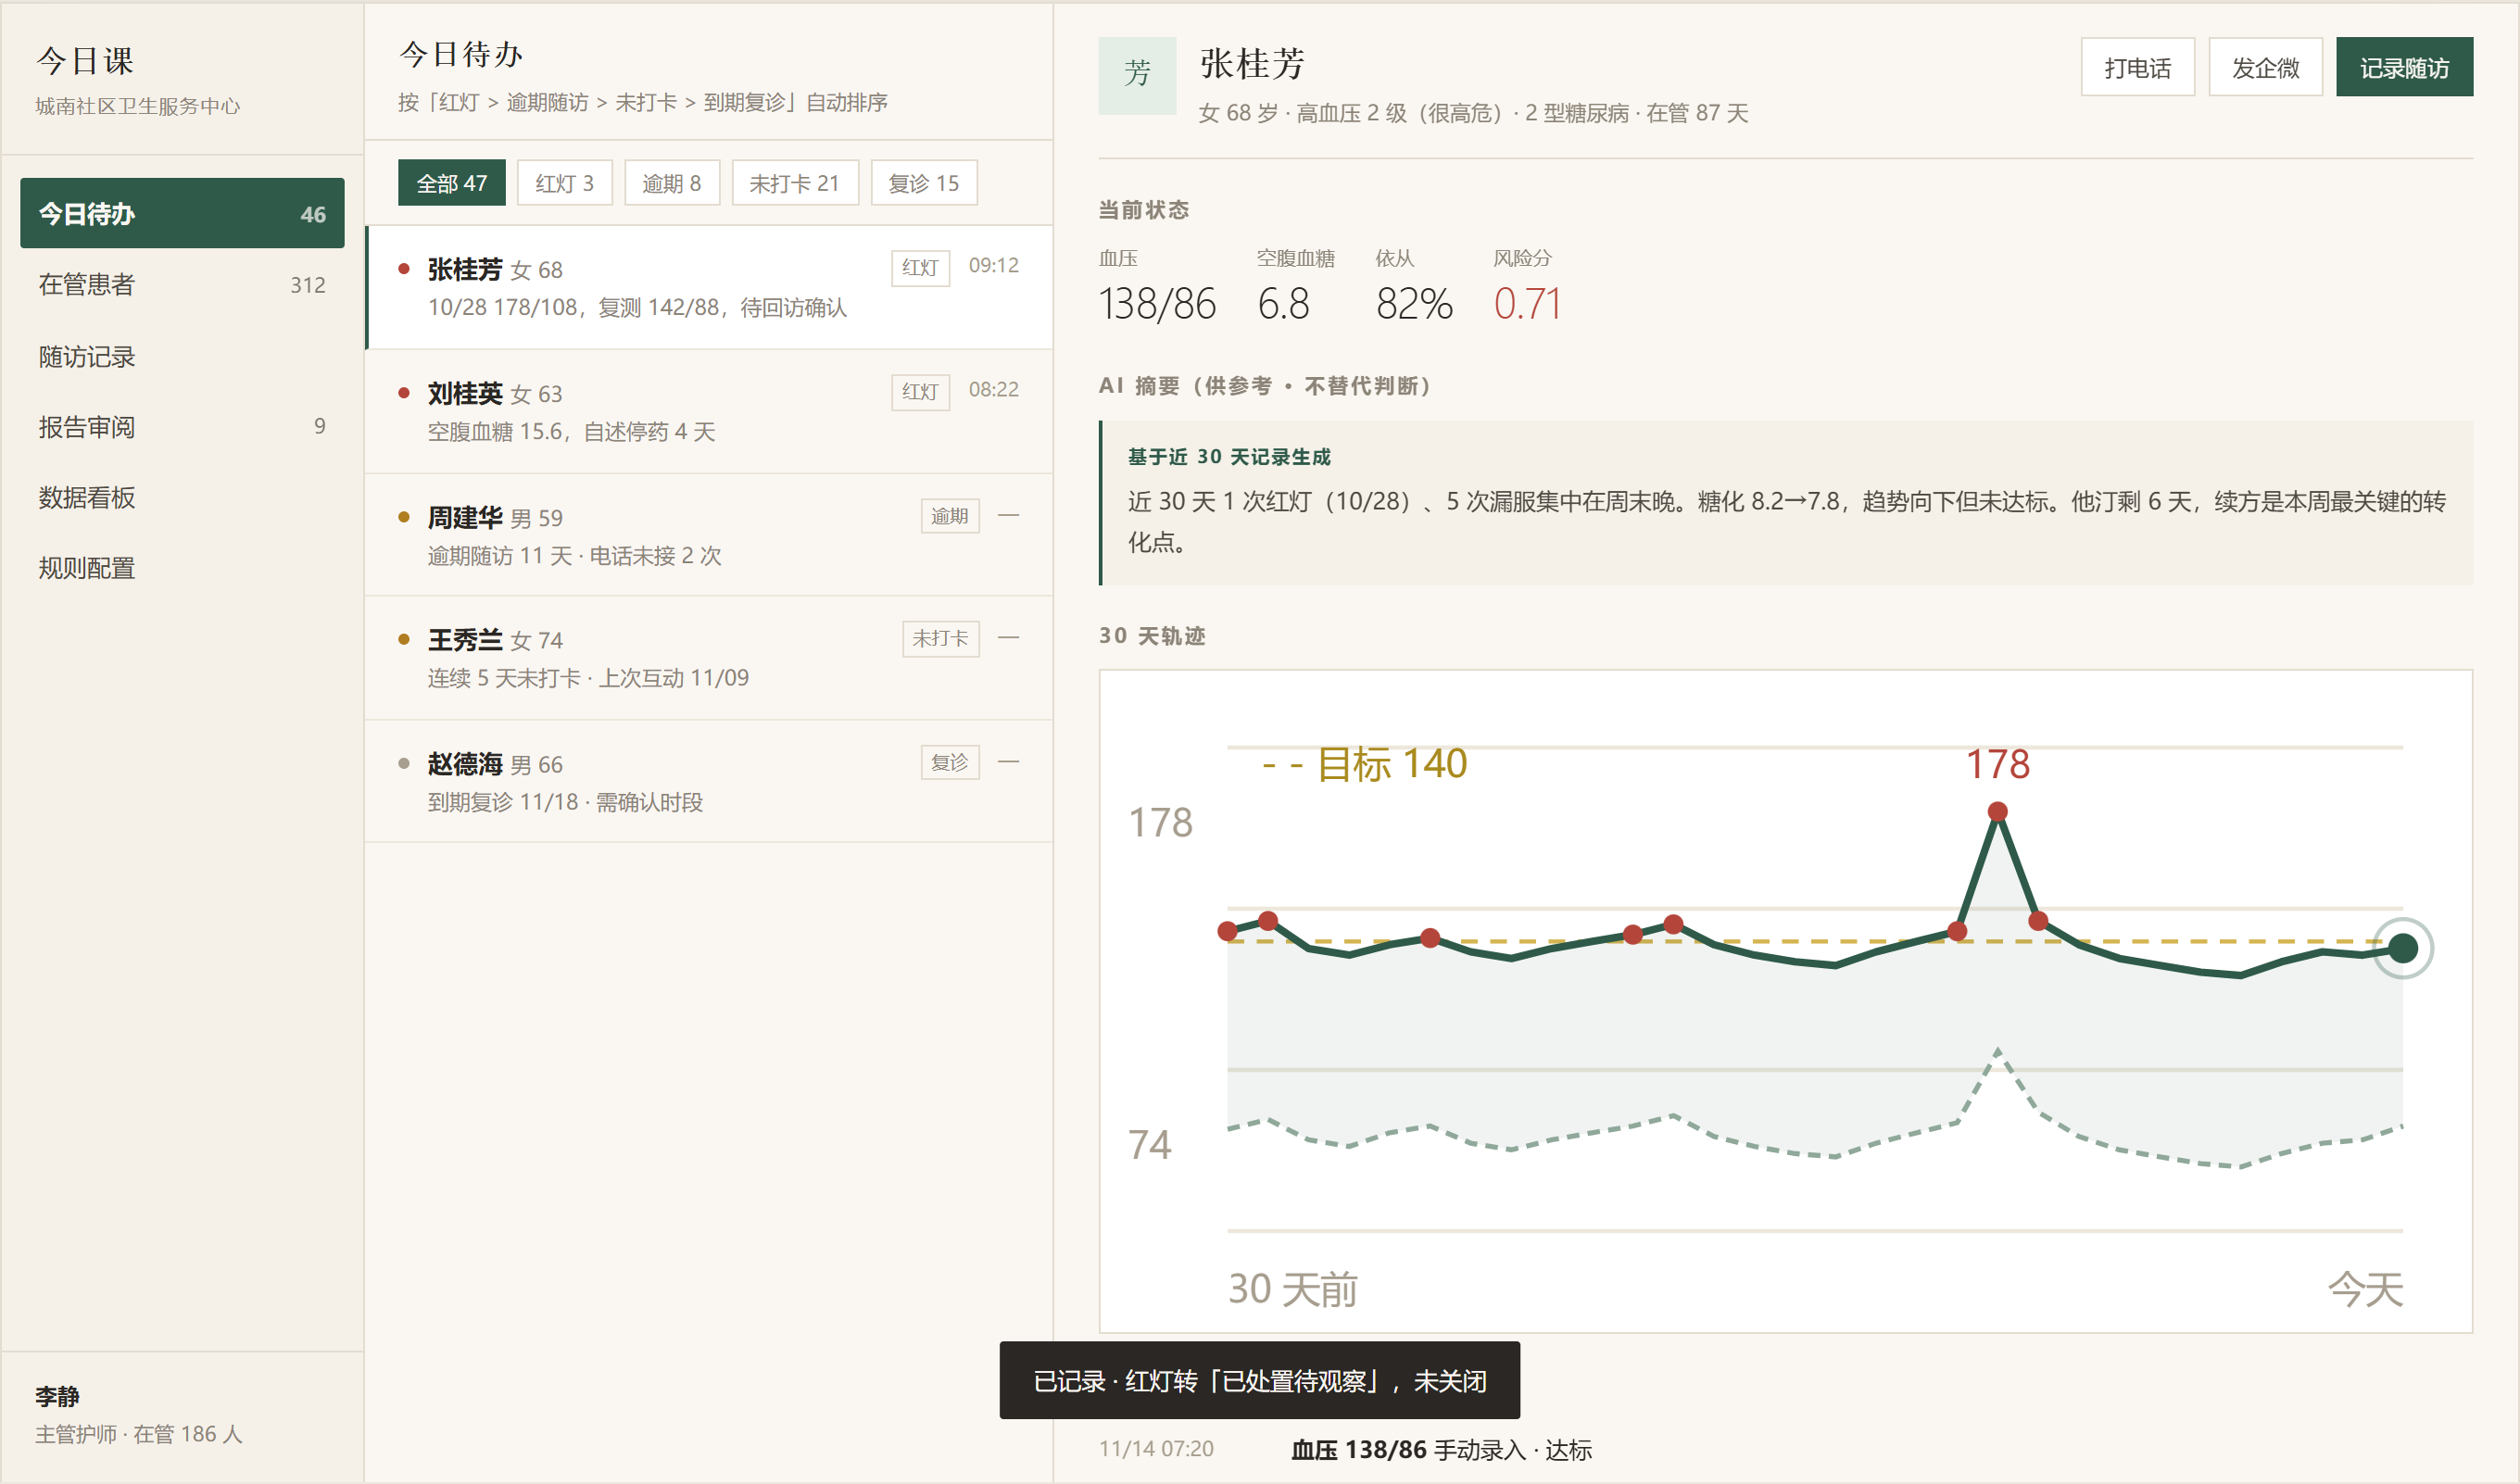 今日课
城南社区卫生服务中心
今日待办 46
在管患者 312
随访记录
报告审阅 9
数据看板
规则配置
李静
主管护师 · 在管 186 人
今日待办
按「红灯 > 逾期随访 > 未打卡 > 到期复诊」自动排序
全部 47 红灯 3 逾期 8 未打卡 21 复诊 15
张桂芳 女 68 红灯 09:12
10/28 178/108，复测 142/88，待回访确认
刘桂英 女 63 红灯 08:22
空腹血糖 15.6，自述停药 4 天
周建华 男 59 逾期 —
逾期随访 11 天 · 电话未接 2 次
王秀兰 女 74 未打卡 —
连续 5 天未打卡 · 上次互动 11/09
赵德海 男 66 复诊 —
到期复诊 11/18 · 需确认时段
芳
张桂芳
女 68 岁 · 高血压 2 级（很高危）· 2 型糖尿病 · 在管 87 天
打电话 发企微 记录随访
当前状态
血压 空腹血糖 依从 风险分
138/86 6.8 82% 0.71
AI 摘要（供参考 • 不替代判断）
基于近 30 天记录生成
近 30 天 1 次红灯（10/28）、5 次漏服集中在周末晚。糖化 8.2→7.8，趋势向下但未达标。他汀剩 6 天，续方是本周最关键的转
化点。
30 天轨迹
- - 目标 140
178
178
74
30 天前 今天
已记录 · 红灯转「已处置待观察」，未关闭
11/14 07:20 血压 138/86 手动录入 · 达标